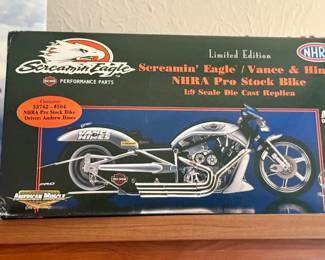 Limited Edition
NHR
Screamin' Eagle
PERFORMANCE PARTS
Screamin' Eagle / Vance & Hin
NHRA Pro Stock Bike
1:9 Scale Die Cast Replica
NHRA Pro Stock Bike
Driver: Andrew Hines
AMERICAN MUSCLE